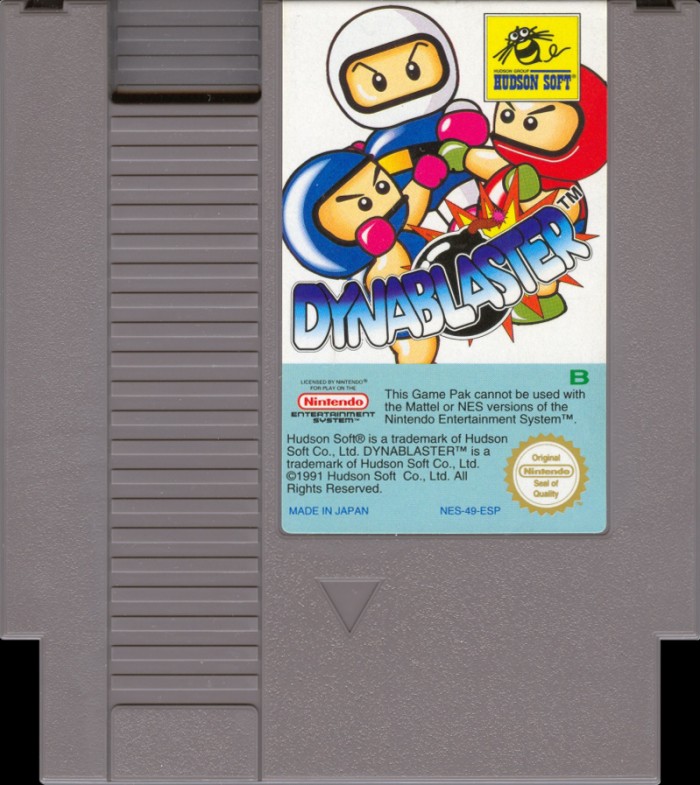 HUDSON GROUP
HUDSON SOFT®
DYNABLASTER™
B
LICENSED BY NINTENDO®
FOR PLAY ON THE
Nintendo
ENTERTAINMENT
SYSTEM™
This Game Pak cannot be used with
the Mattel or NES versions of the
Nintendo Entertainment System™.
Hudson Soft® is a trademark of Hudson
Soft Co., Ltd. DYNABLASTER™ is a
trademark of Hudson Soft Co., Ltd.
©1991 Hudson Soft Co., Ltd. All
Rights Reserved.
Original
Nintendo
Seal of
Quality
MADE IN JAPAN
NES-49-ESP